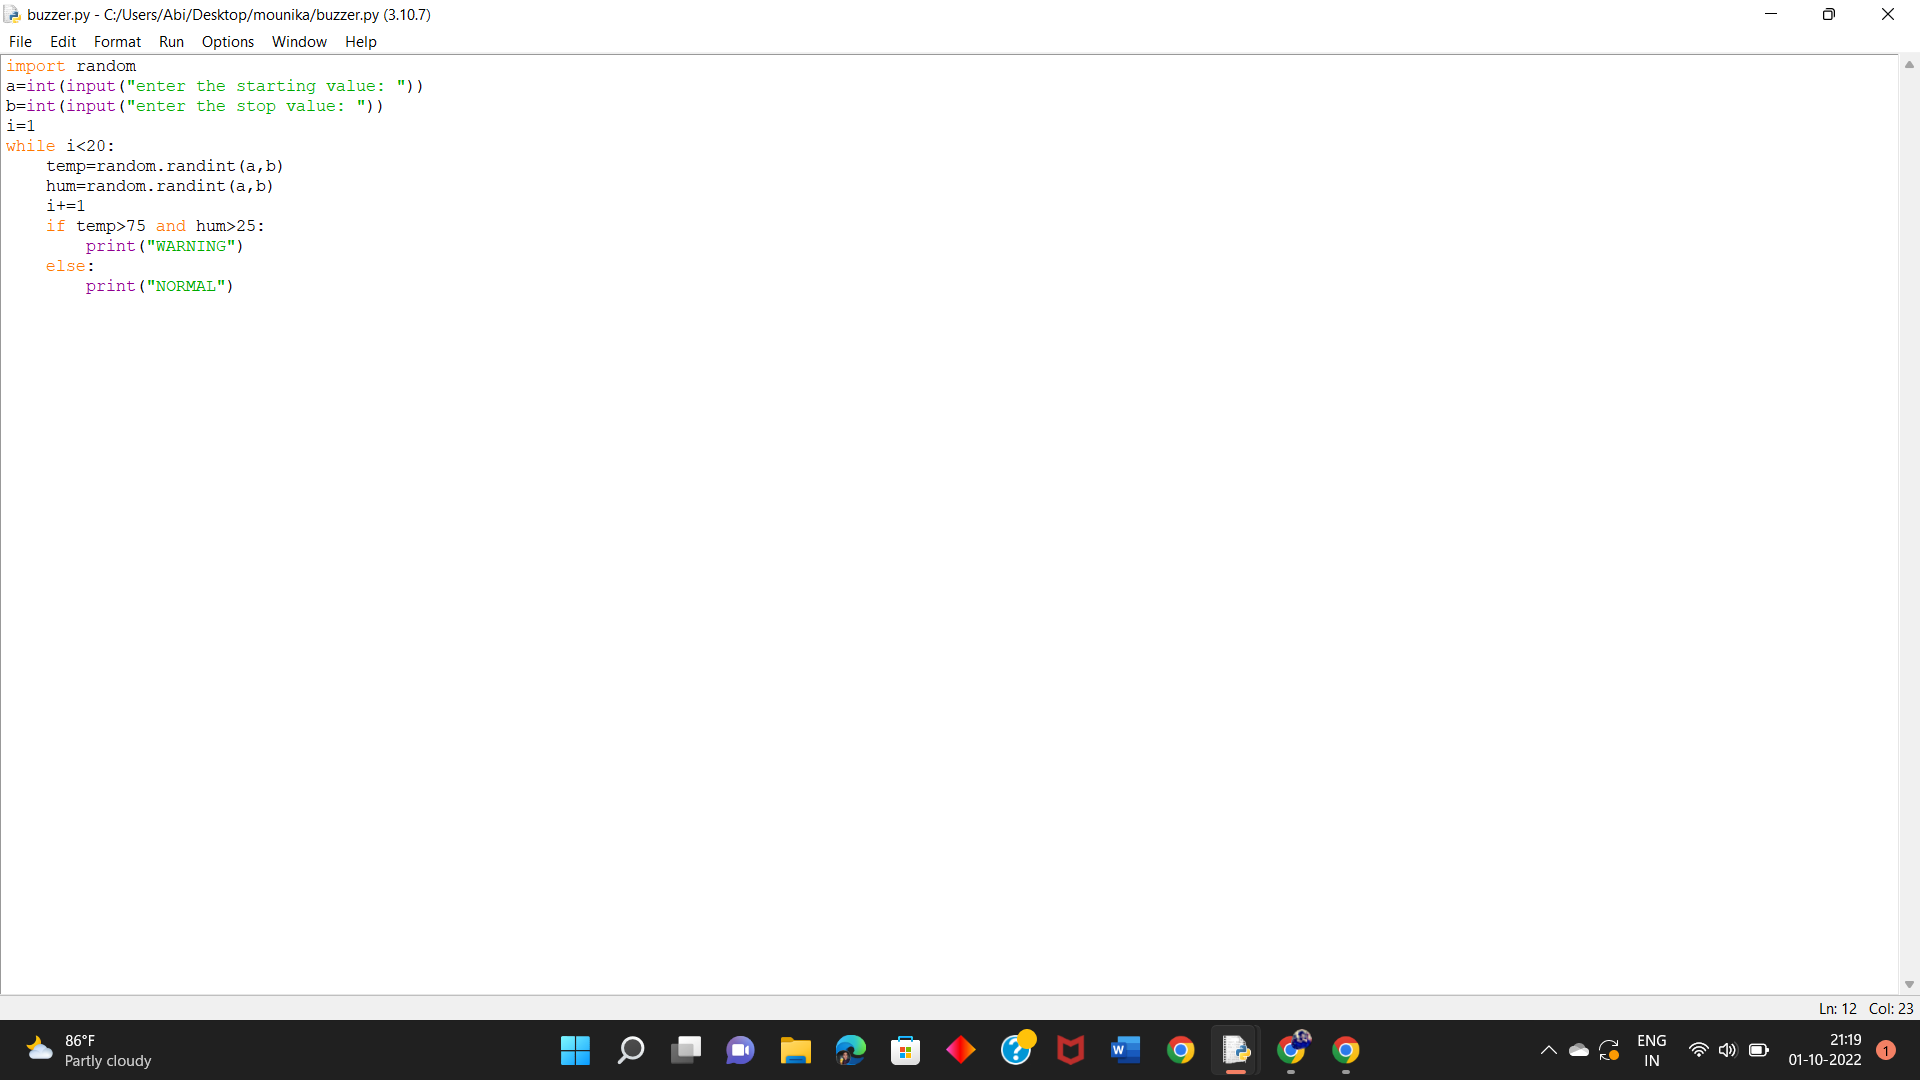 buzzer.py - C:/Users/Abi/Desktop/mounika/buzzer.py (3.10.7)
File Edit Format Run Options Window Help
import random
a=int(input("enter the starting value: "))
b=int(input("enter the stop value: "))
i=1
while i<20:
    temp=random.randint(a,b)
    hum=random.randint(a,b)
    i+=1
    if temp>75 and hum>25:
        print("WARNING")
    else:
        print("NORMAL")
Ln: 12 Col: 23
86°F
Partly cloudy
W
ENG
IN
21:19
01-10-2022
1